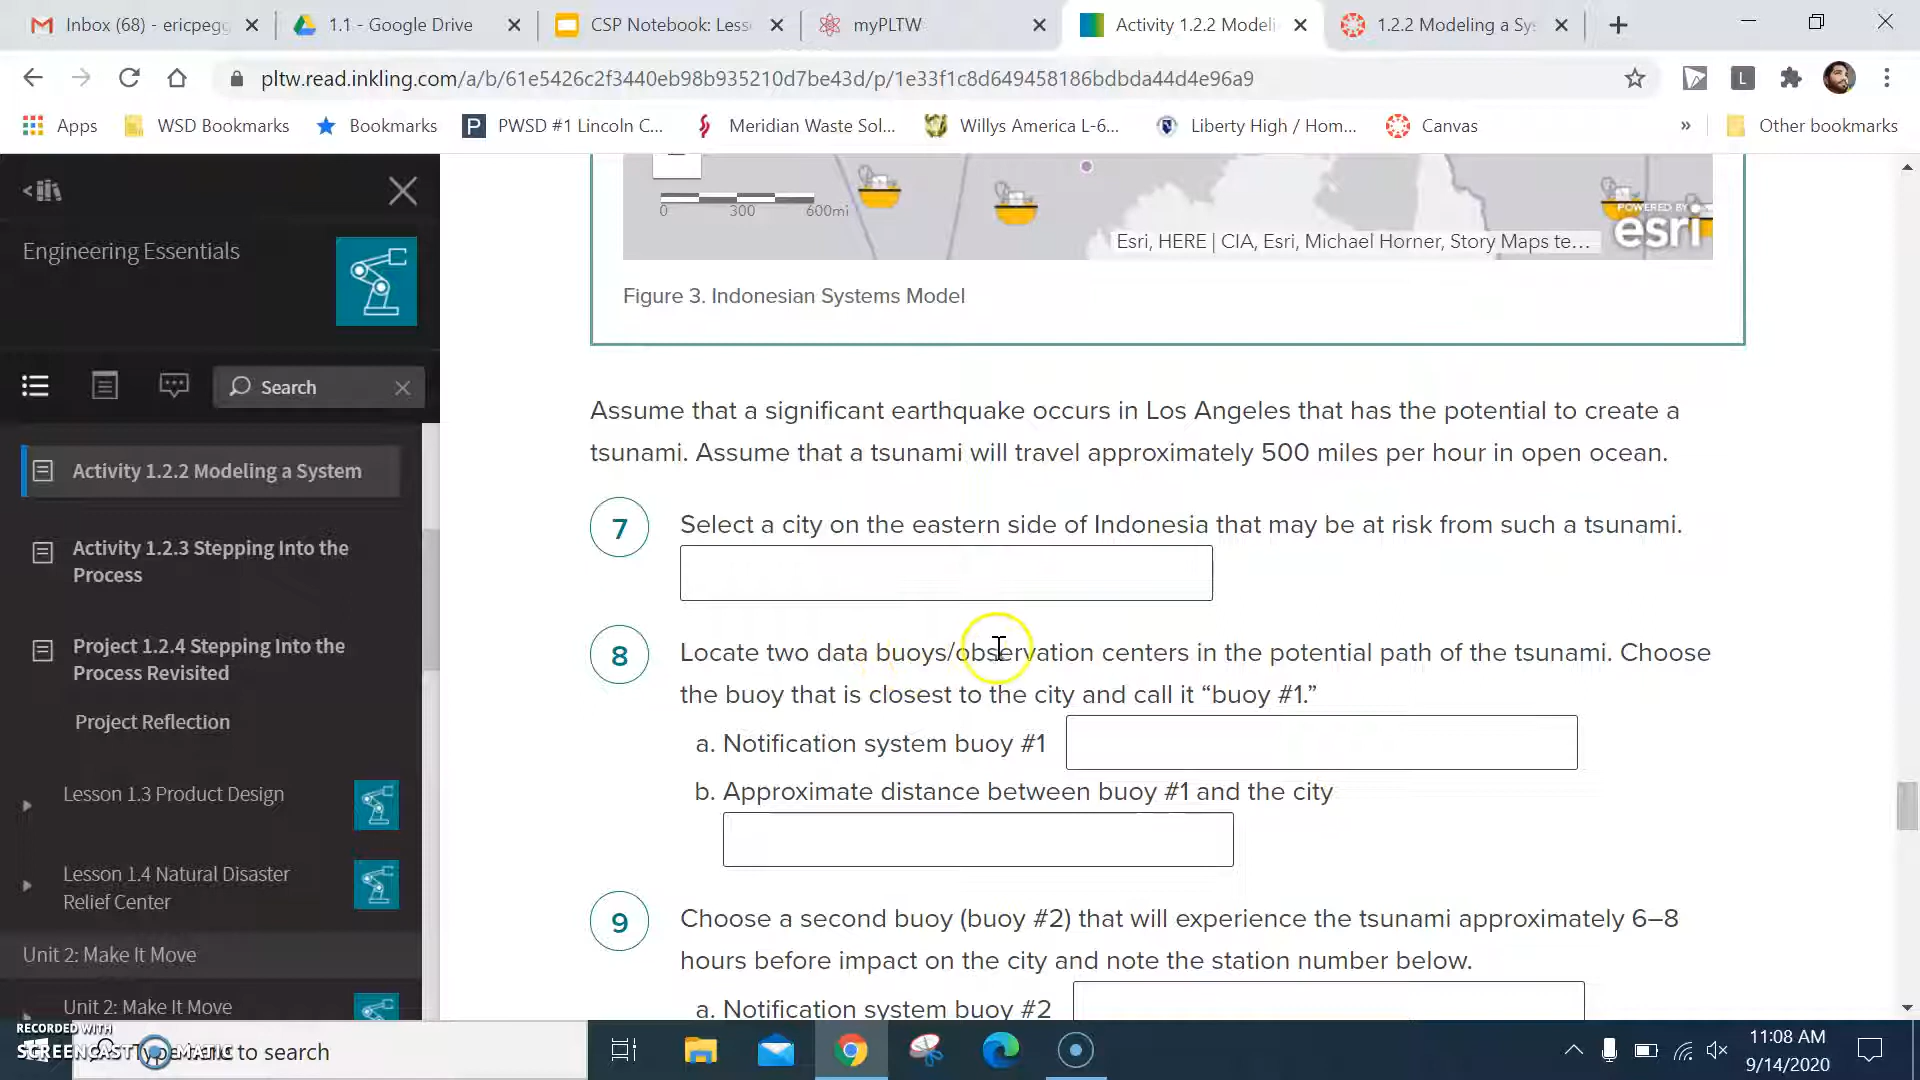 Inbox (68) - ericpegg
1.1 - Google Drive
CSP Notebook: Less
myPLTW
Activity 1.2.2 Modeli
1.2.2 Modeling a Sy
pltw.read.inkling.com/a/b/61e5426c2f3440eb98b935210d7be43d/p/1e33f1c8d649458186bdbda44d4e96a9
L
Apps
WSD Bookmarks
Bookmarks
P
PWSD #1 Lincoln C...
Meridian Waste Sol...
Willys America L-6...
Liberty High / Hom...
Canvas
»
Other bookmarks
Engineering Essentials
Search
Activity 1.2.2 Modeling a System
Activity 1.2.3 Stepping Into the
Process
Project 1.2.4 Stepping Into the
Process Revisited
Project Reflection
Lesson 1.3 Product Design
Lesson 1.4 Natural Disaster
Relief Center
Unit 2: Make It Move
Unit 2: Make It Move
0 300 600mi
POWERED BY
esri
Esri, HERE | CIA, Esri, Michael Horner, Story Maps te...
Figure 3. Indonesian Systems Model
Assume that a significant earthquake occurs in Los Angeles that has the potential to create a
tsunami. Assume that a tsunami will travel approximately 500 miles per hour in open ocean.
7 Select a city on the eastern side of Indonesia that may be at risk from such a tsunami.
8 Locate two data buoys/observation centers in the potential path of the tsunami. Choose
the buoy that is closest to the city and call it “buoy #1.”
a. Notification system buoy #1
b. Approximate distance between buoy #1 and the city
9 Choose a second buoy (buoy #2) that will experience the tsunami approximately 6–8
hours before impact on the city and note the station number below.
a. Notification system buoy #2
RECORDED WITH
SCREENCAST MATIC
Type here to search
11:08 AM
9/14/2020